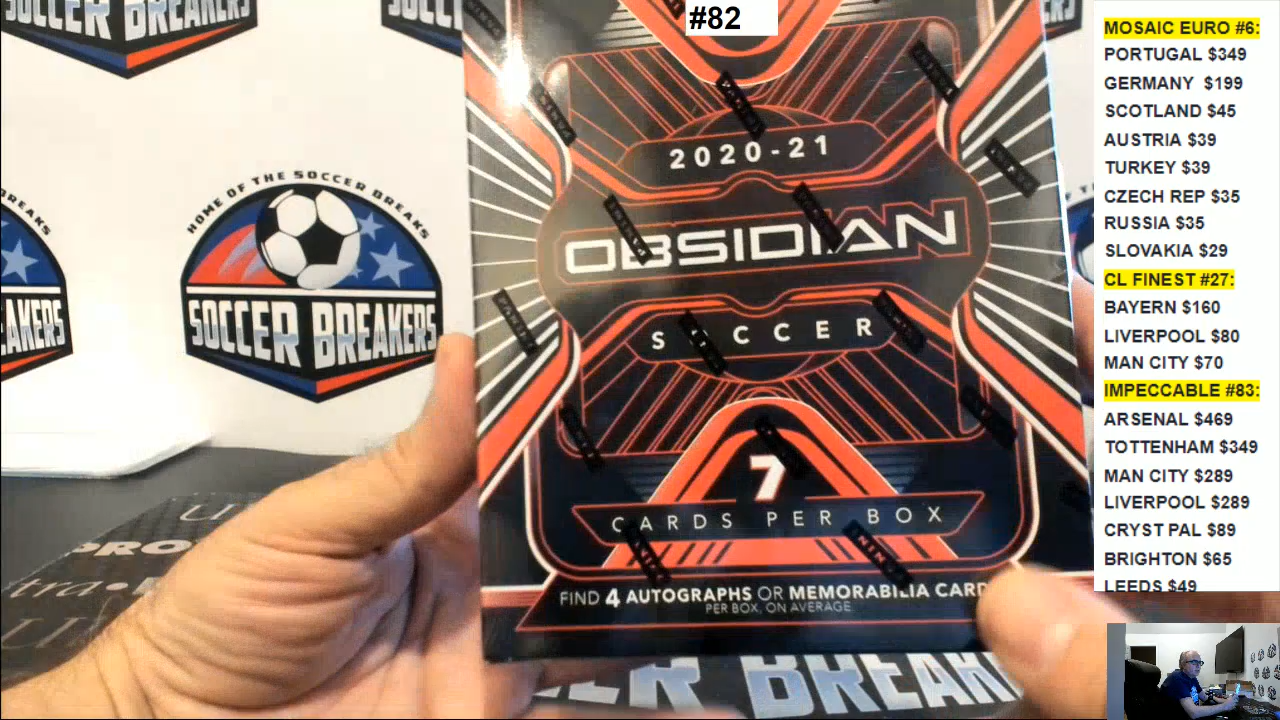 #82
2020-21
OBSIDIAN
SOCCER
7
CARDS PER BOX
FIND 4 AUTOGRAPHS OR MEMORABILIA CARD
PER BOX, ON AVERAGE
HOME OF THE SOCCER BREAKS
SOCCER BREAKERS
MOSAIC EURO #6:
PORTUGAL $349
GERMANY $199
SCOTLAND $45
AUSTRIA $39
TURKEY $39
CZECH REP $35
RUSSIA $35
SLOVAKIA $29
CL FINEST #27:
BAYERN $160
LIVERPOOL $80
MAN CITY $70
IMPECCABLE #83:
ARSENAL $469
TOTTENHAM $349
MAN CITY $289
LIVERPOOL $289
CRYST PAL $89
BRIGHTON $65
LEEDS $49